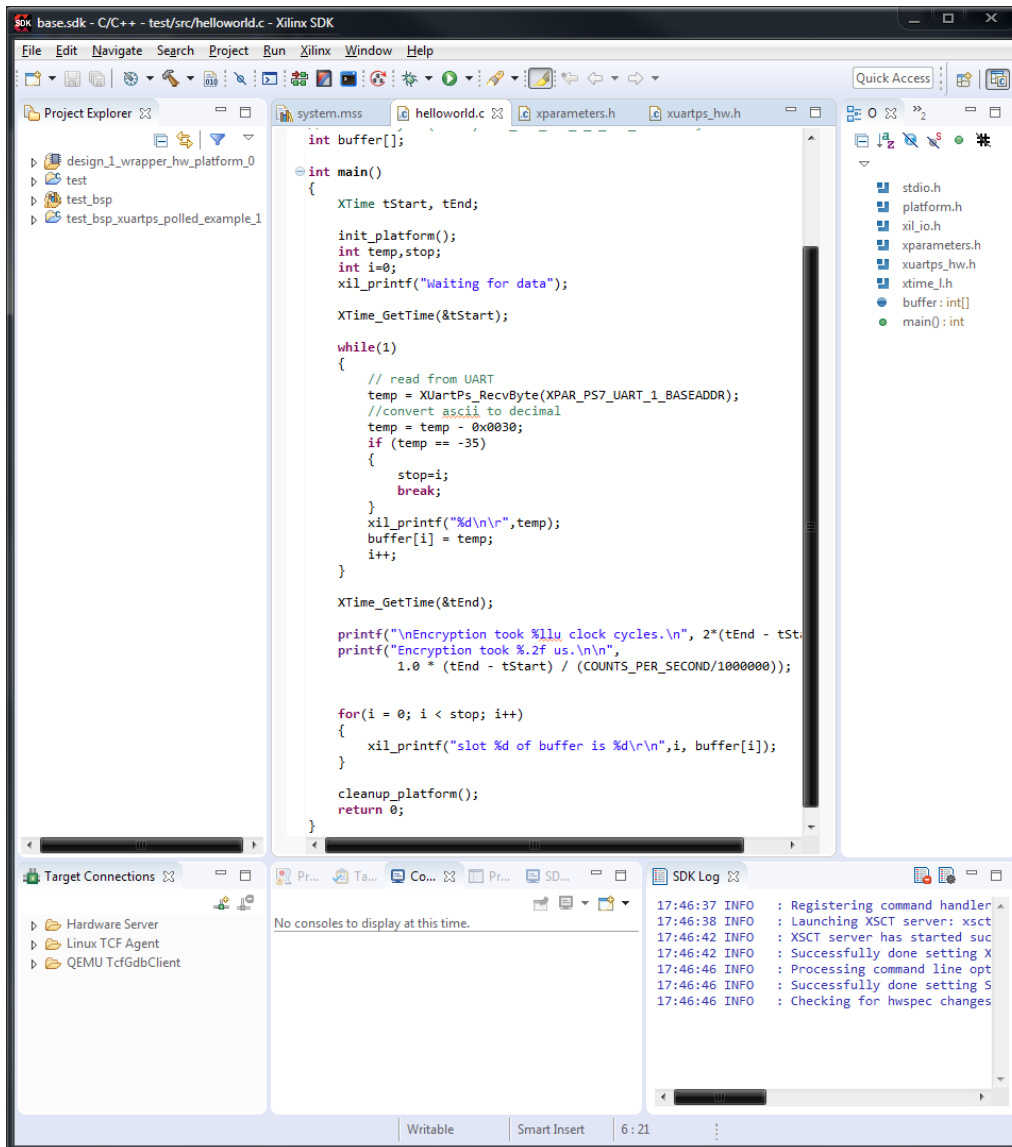 base.sdk - C/C++ - test/src/helloworld.c - Xilinx SDK
File Edit Navigate Search Project Run Xilinx Window Help
Quick Access
Project Explorer
design_1_wrapper_hw_platform_0
test
test_bsp
test_bsp_xuartps_polled_example_1
system.mss
helloworld.c
xparameters.h
xuartps_hw.h
int buffer[];
int main()
{
XTime tStart, tEnd;
init_platform();
int temp,stop;
int i=0;
xil_printf("Waiting for data");
XTime_GetTime(&tStart);
while(1)
{
// read from UART
temp = XUartPs_RecvByte(XPAR_PS7_UART_1_BASEADDR);
//convert ascii to decimal
temp = temp - 0x0030;
if (temp == -35)
{
stop=i;
break;
}
xil_printf("%d\n\r",temp);
buffer[i] = temp;
i++;
}
XTime_GetTime(&tEnd);
printf("\nEncryption took %llu clock cycles.\n", 2*(tEnd - tSta
printf("Encryption took %.2f us.\n\n",
1.0 * (tEnd - tStart) / (COUNTS_PER_SECOND/1000000));
for(i = 0; i < stop; i++)
{
xil_printf("slot %d of buffer is %d\r\n",i, buffer[i]);
}
cleanup_platform();
return 0;
}
O
2
stdio.h
platform.h
xil_io.h
xparameters.h
xuartps_hw.h
xtime_l.h
buffer : int[]
main() : int
Target Connections
Hardware Server
Linux TCF Agent
QEMU TcfGdbClient
Pr... Ta... Co... Pr... SD...
No consoles to display at this time.
SDK Log
17:46:37 INFO : Registering command handler
17:46:38 INFO : Launching XSCT server: xsct
17:46:42 INFO : XSCT server has started suc
17:46:42 INFO : Successfully done setting X
17:46:46 INFO : Processing command line opt
17:46:46 INFO : Successfully done setting S
17:46:46 INFO : Checking for hwspec changes
Writable
Smart Insert
6 : 21